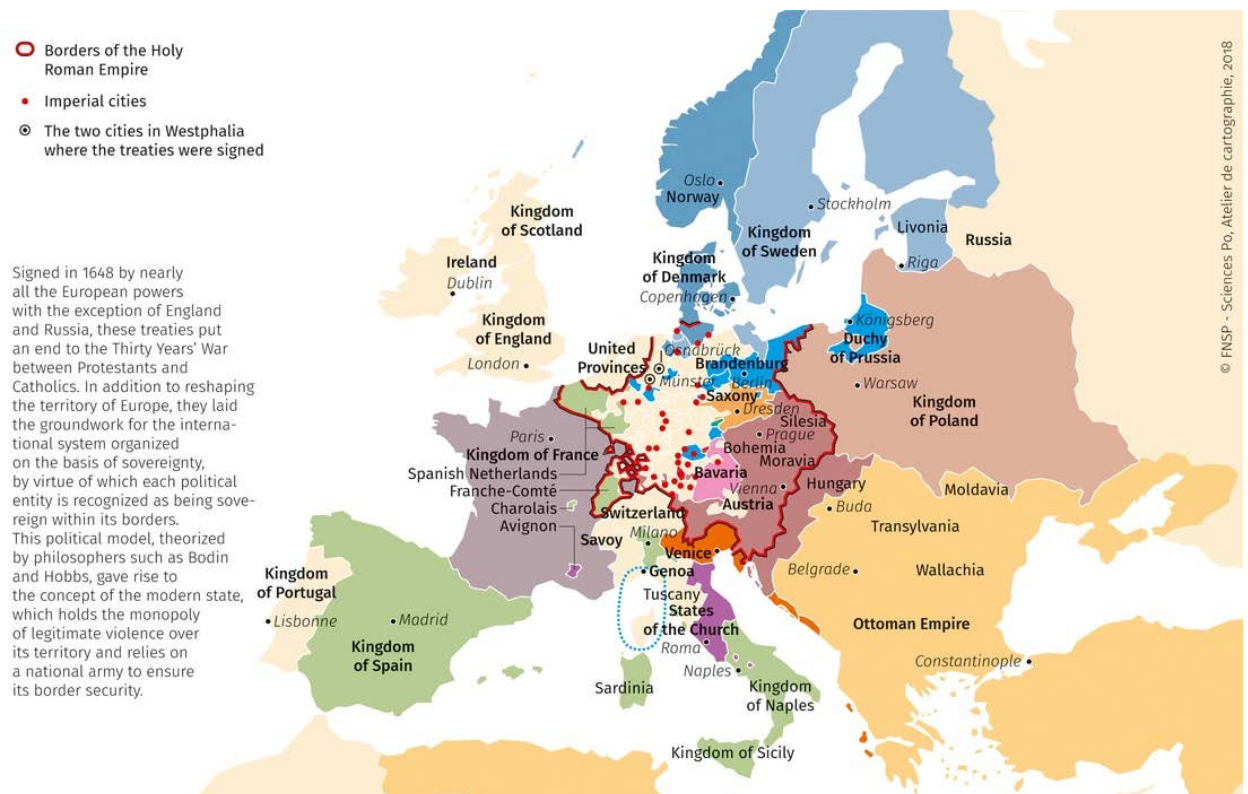 Borders of the Holy
Roman Empire
Imperial cities
The two cities in Westphalia
where the treaties were signed
Signed in 1648 by nearly
all the European powers
with the exception of England
and Russia, these treaties put
an end to the Thirty Years' War
between Protestants and
Catholics. In addition to reshaping
the territory of Europe, they laid
the groundwork for the interna-
tional system organized
on the basis of sovereignty,
by virtue of which each political
entity is recognized as being sove-
reign within its borders.
This political model, theorized
by philosophers such as Bodin
and Hobbs, gave rise to
the concept of the modern state,
which holds the monopoly
of legitimate violence over
its territory and relies on
a national army to ensure
its border security.
© FNSP - Sciences Po, Atelier de cartographie, 2018
Oslo
Norway
Stockholm
Kingdom
of Scotland
Kingdom
of Sweden
Livonia
Russia
Riga
Ireland
Dublin
Kingdom
of Denmark
Copenhagen
Kingdom
of England
London
United
Provinces
Osnabrück
Münster
Brandenburg
Berlin
Königsberg
Duchy
of Prussia
Warsaw
Kingdom
of Poland
Saxony
Dresden
Silesia
Prague
Bohemia
Moravia
Paris
Kingdom of France
Spanish Netherlands
Franche-Comté
Charolais
Avignon
Bavaria
Vienna
Austria
Hungary
Buda
Moldavia
Transylvania
Switzerland
Milano
Savoy
Venice
Genoa
Belgrade
Wallachia
Tuscany
States
of the Church
Roma
Ottoman Empire
Constantinople
Kingdom
of Portugal
Lisbonne
Madrid
Kingdom
of Spain
Naples
Sardinia
Kingdom
of Naples
Kingdom of Sicily